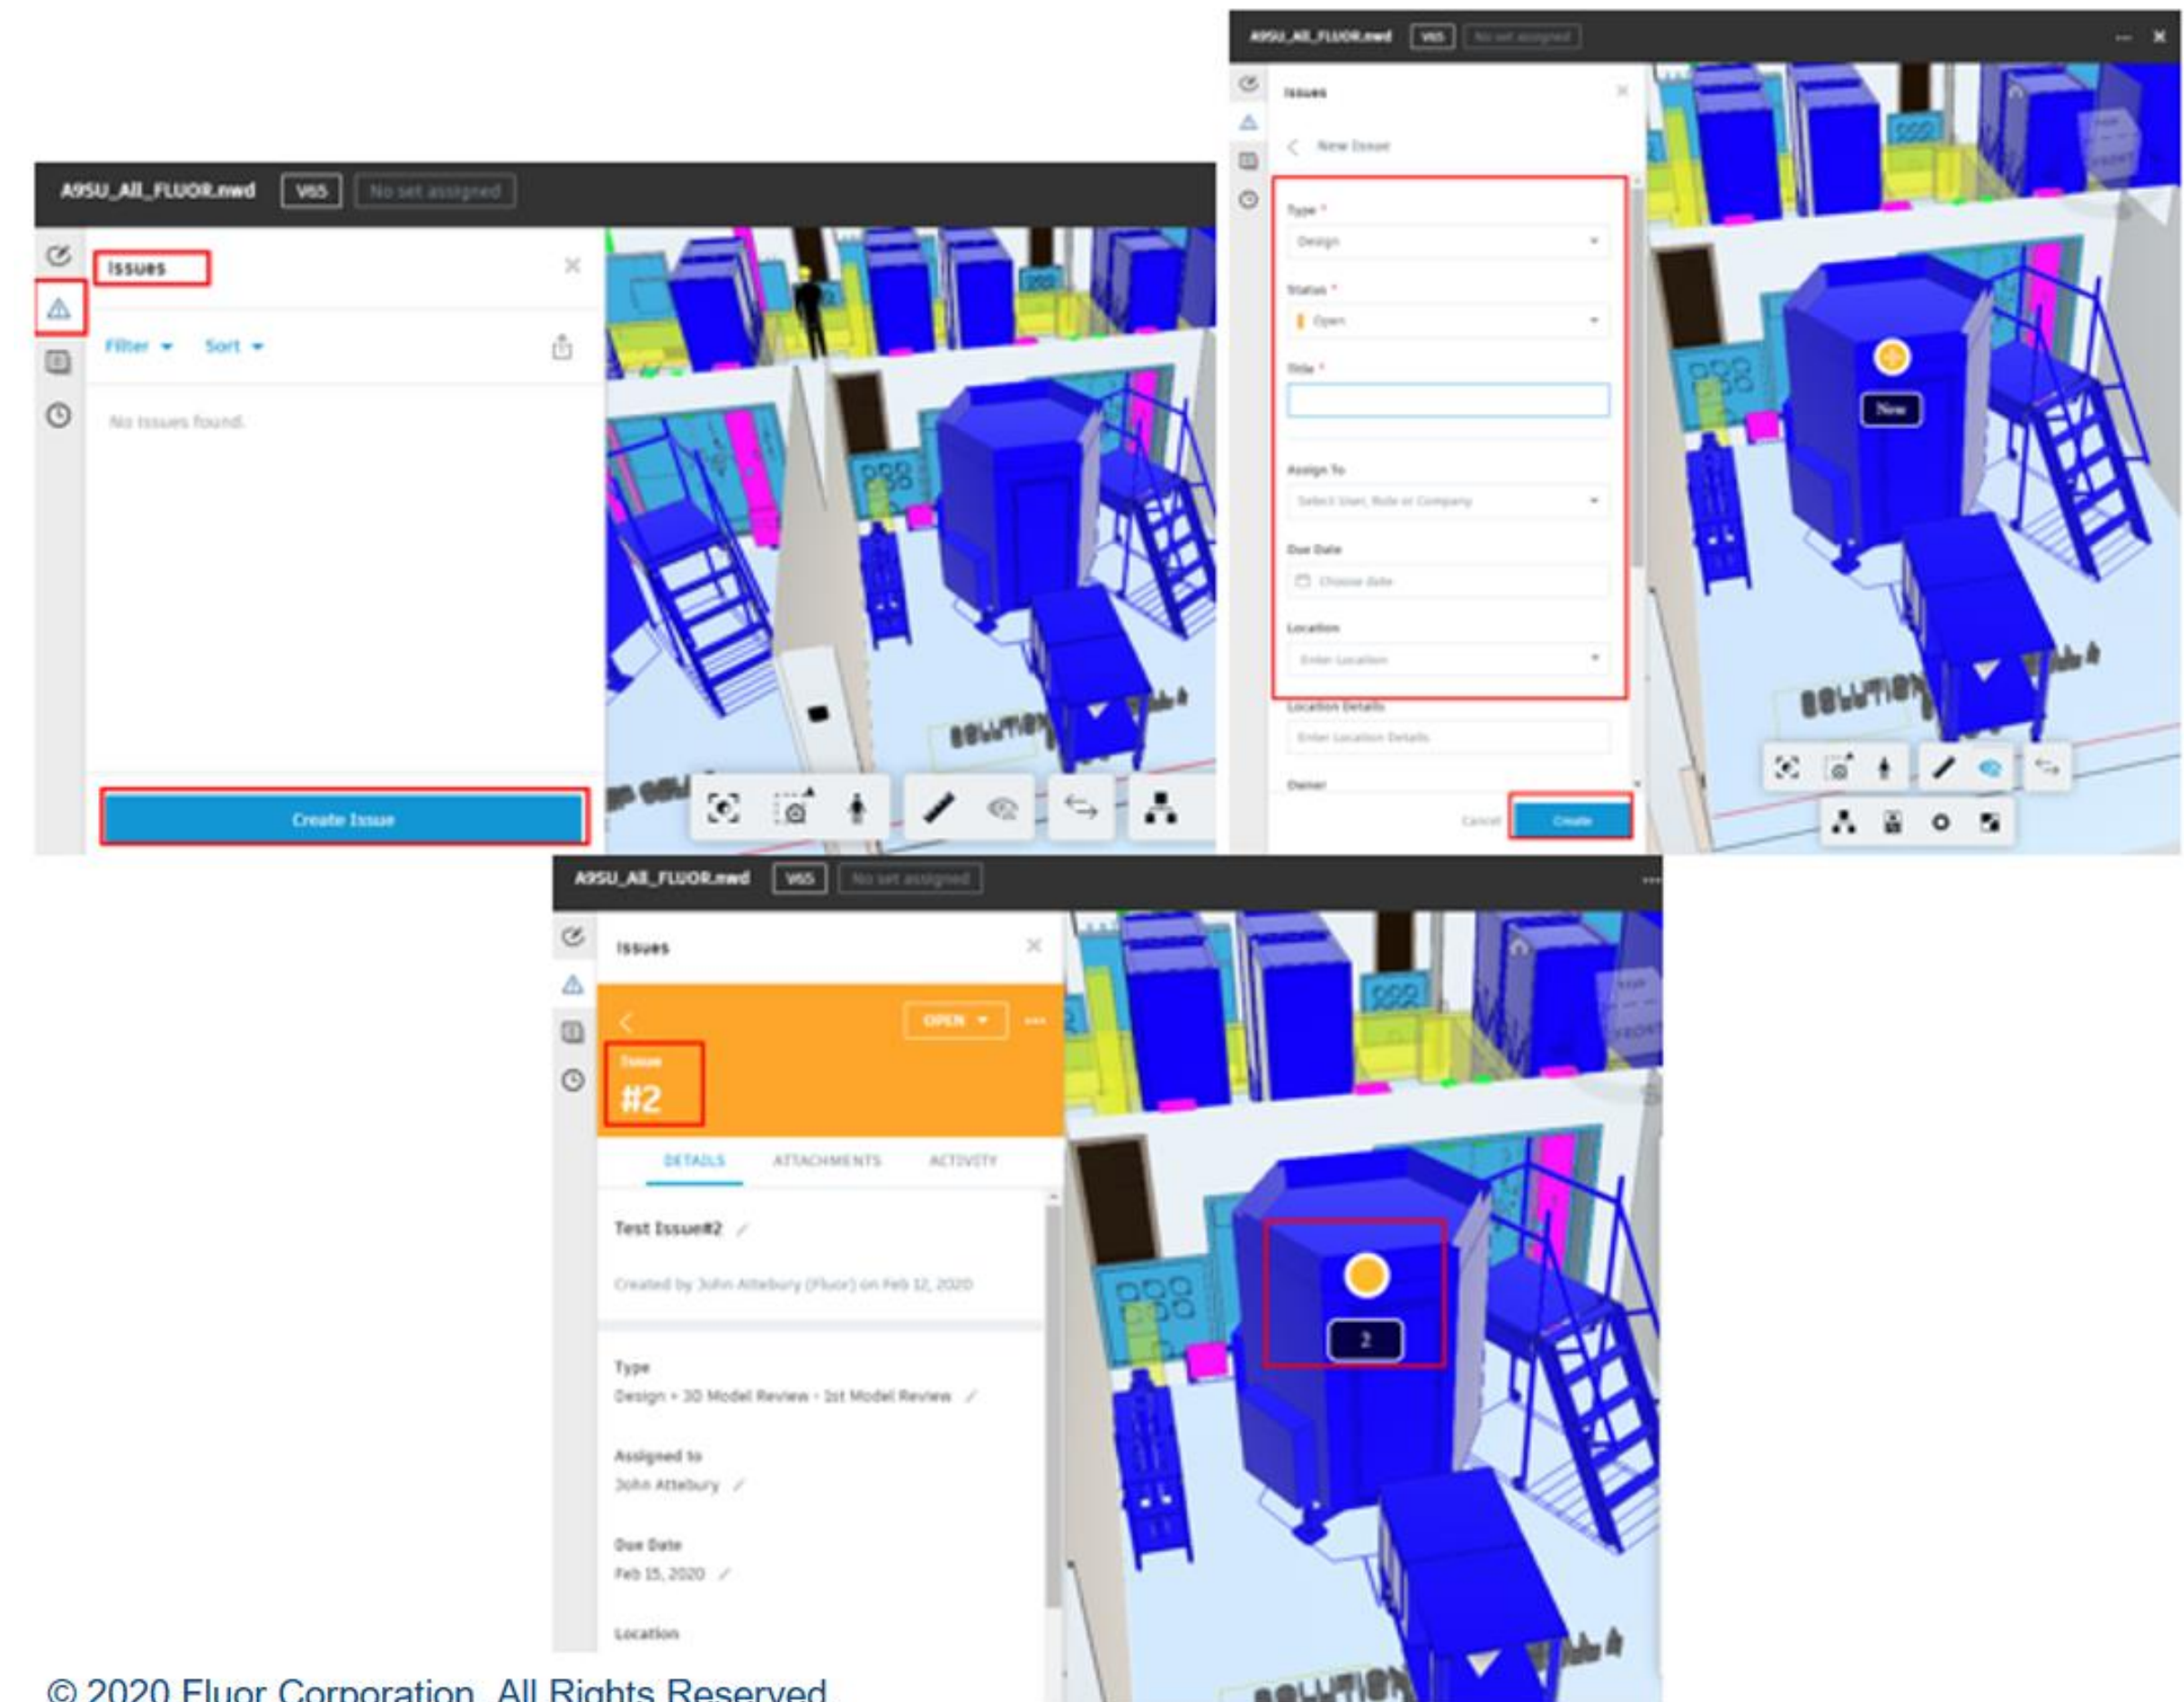 A9SU_All_FLUOR.nwd V65 No set assigned
Issues
Filter Sort
No issues found.
Create Issue
A9SU_All_FLUOR.nwd V65 No set assigned
Issues
New Issue
Type *
Design
Status *
Open
Title *
Assign To
Select User, Role or Company
Due Date
Choose date
Location
Enter Location
Location Details
Enter Location Details
Owner
Cancel Create
FRONT
New
A9SU_All_FLUOR.nwd V65 No set assigned
Issues
OPEN
Issue
#2
DETAILS ATTACHMENTS ACTIVITY
Test Issue#2
Created by John Attebury (Fluor) on Feb 12, 2020
Type
Design > 3D Model Review - 1st Model Review
Assigned to
John Attebury
Due Date
Feb 15, 2020
Location
FRONT
2
© 2020 Fluor Corporation. All Rights Reserved.